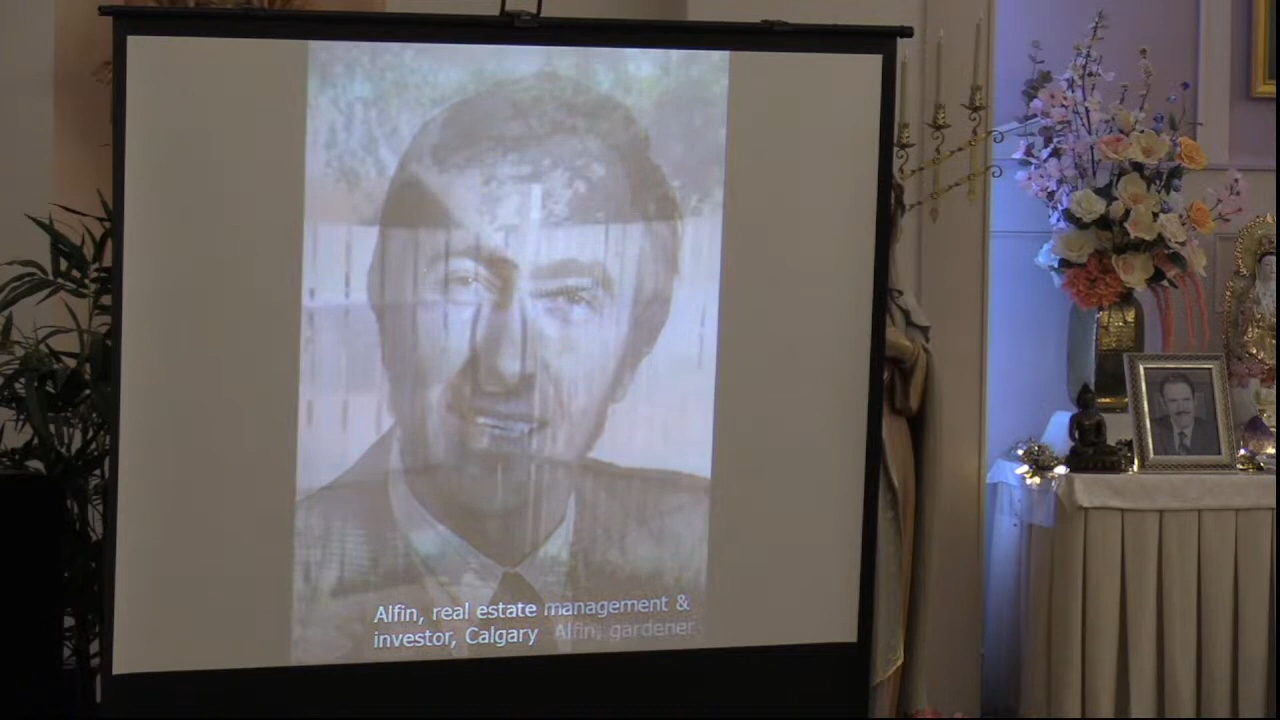 Alfin, real estate management &
investor, Calgary Alfin, gardener